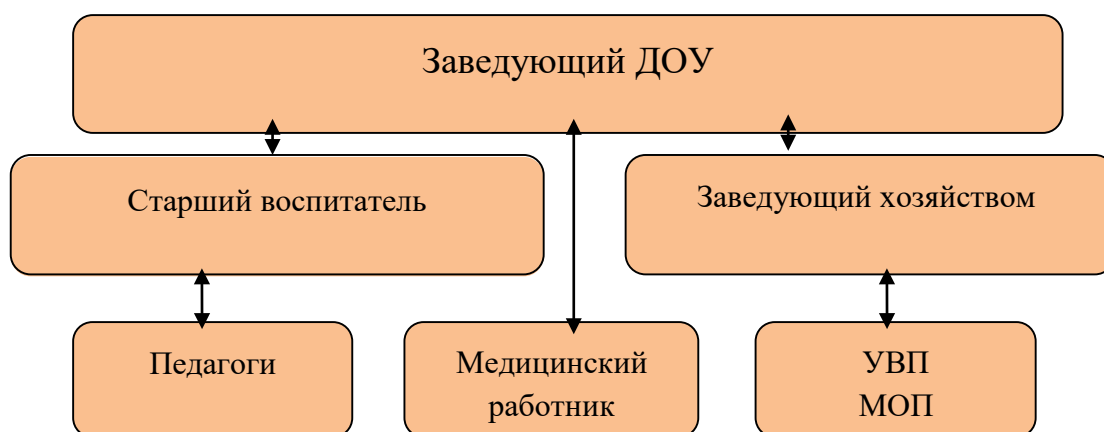 Заведующий ДОУ
Старший воспитатель
Заведующий хозяйством
Педагоги
Медицинский
работник
УВП
МОП